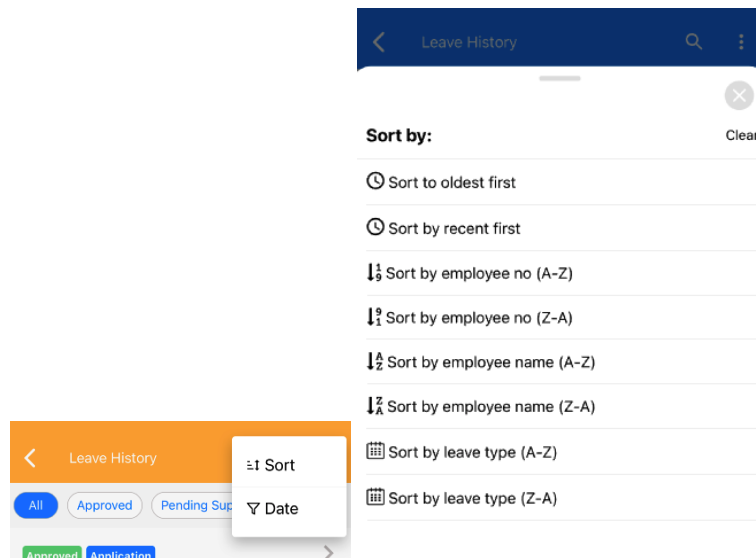 Leave History
Sort
Date
All
Approved
Pending Sup
Approved
Application
Leave History
Sort by:
Clear
Sort to oldest first
Sort by recent first
Sort by employee no (A-Z)
Sort by employee no (Z-A)
Sort by employee name (A-Z)
Sort by employee name (Z-A)
Sort by leave type (A-Z)
Sort by leave type (Z-A)